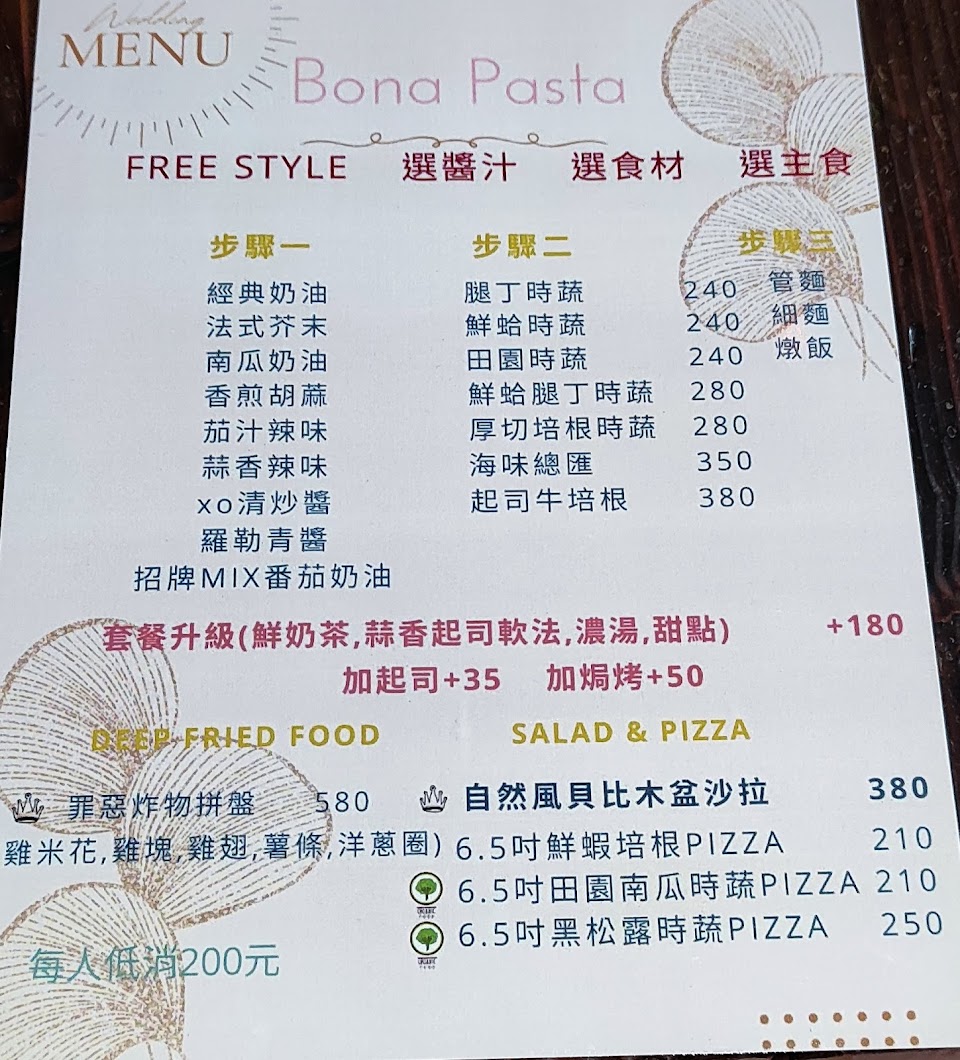 Wedding
MENU
Bona Pasta
FREE STYLE 選醬汁 選食材 選主食
步驟一 步驟二 步驟三
經典奶油 腿丁時蔬 240 管麵
法式芥末 鮮蛤時蔬 240 細麵
南瓜奶油 田園時蔬 240 燉飯
香煎胡蔴 鮮蛤腿丁時蔬 280
茄汁辣味 厚切培根時蔬 280
蒜香辣味 海味總匯 350
xo清炒醬 起司牛培根 380
羅勒青醬
招牌MIX番茄奶油
套餐升級(鮮奶茶,蒜香起司軟法,濃湯,甜點) +180
加起司+35 加焗烤+50
DEEP FRIED FOOD SALAD & PIZZA
罪惡炸物拼盤 580 自然風貝比木盆沙拉 380
雞米花,雞塊,雞翅,薯條,洋蔥圈) 6.5吋鮮蝦培根PIZZA 210
6.5吋田園南瓜時蔬PIZZA 210
6.5吋黑松露時蔬PIZZA 250
每人低消200元